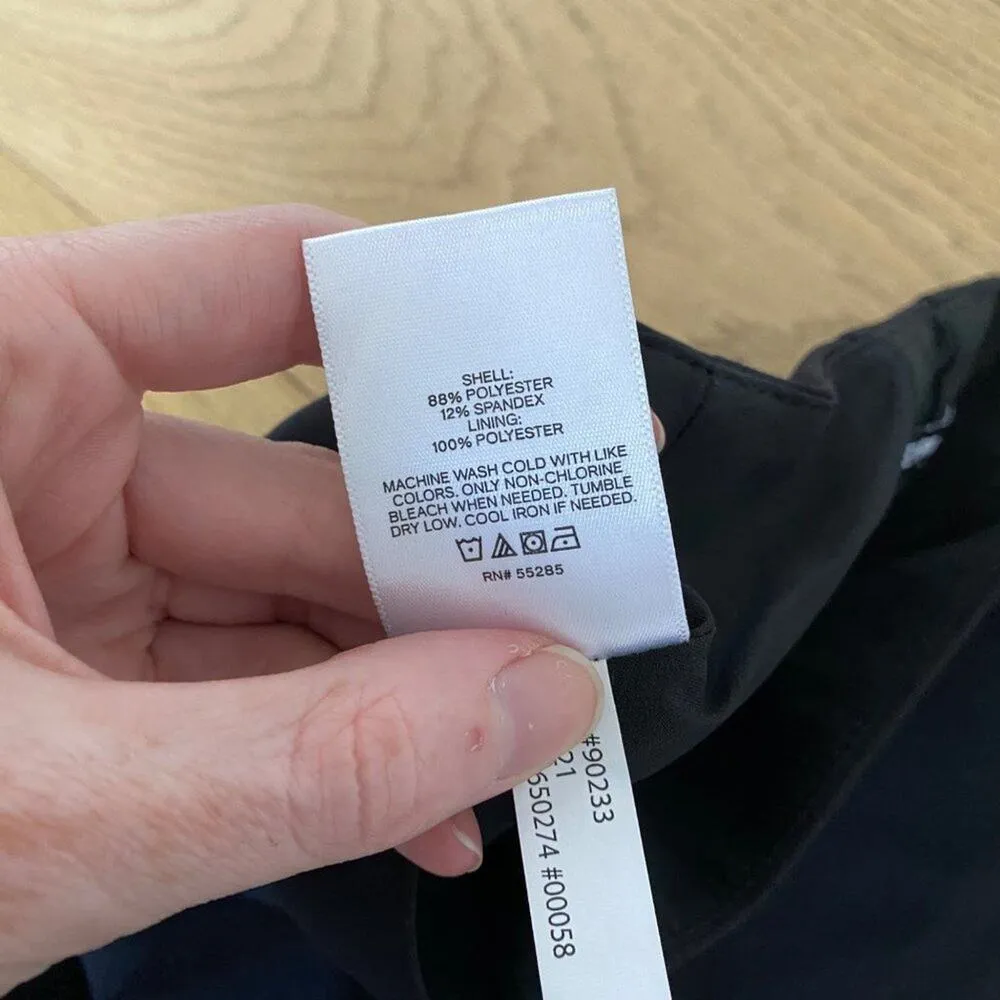 SHELL:
88% POLYESTER
12% SPANDEX
LINING:
100% POLYESTER
MACHINE WASH COLD WITH LIKE
COLORS. ONLY NON-CHLORINE
BLEACH WHEN NEEDED. TUMBLE
DRY LOW. COOL IRON IF NEEDED.
RN# 55285
#90233
21
650274 #00058